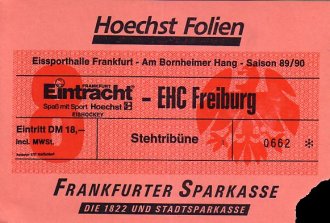 Hoechst Folien
Eissporthalle Frankfurt - Am Bornheimer Hang - Saison 89/90
8
FRANKFURT
Eintracht - EHC Freiburg
Spaß mit Sport Hoechst
EISHOCKEY
Eintritt DM 18,–
incl. MWSt.
Stehtribüne
0662 *
FRANKFURTER SPARKASSE
DIE 1822 UND STADTSPARKASSE